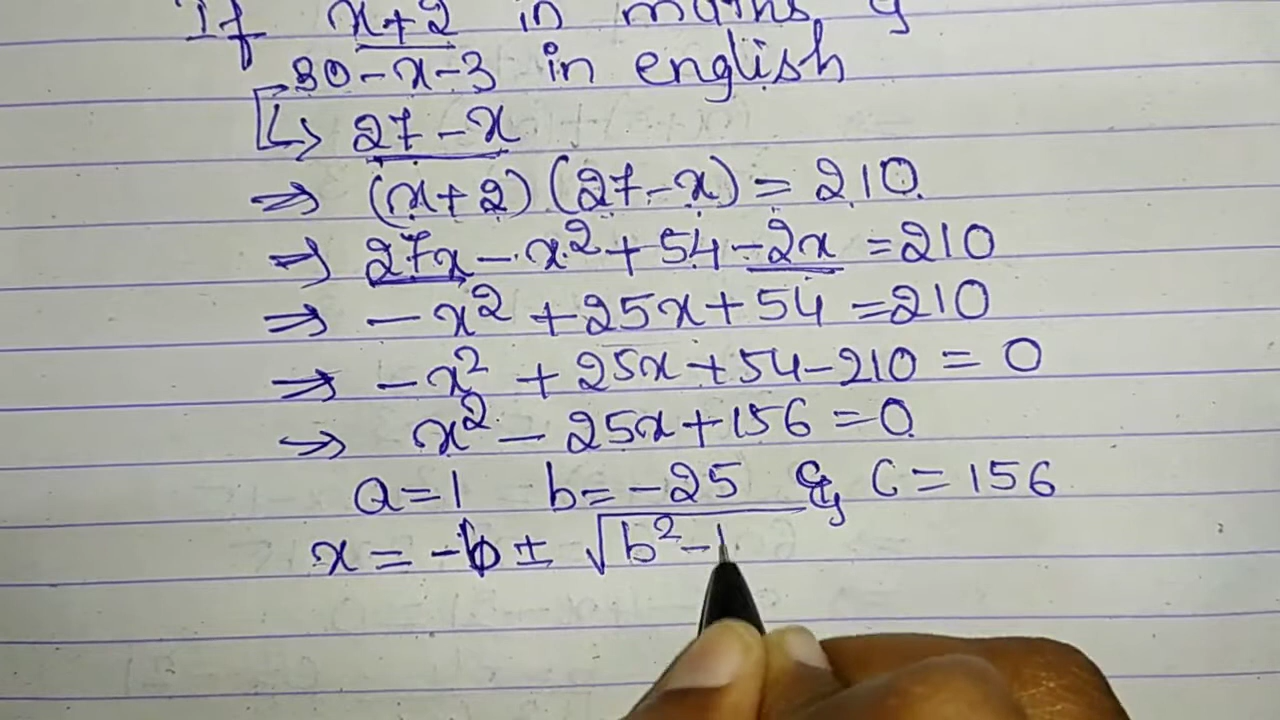 If x+2 in maths &
30-x-3 in english
↳ 27-x
⇒ (x+2) (27-x) = 210
⇒ 27x - x² + 54 - 2x = 210
⇒ -x² + 25x + 54 = 210
⇒ -x² + 25x + 54 - 210 = 0
⇒ x² - 25x + 156 = 0
a = 1 b = -25 & c = 156
x = -b ± √b² -